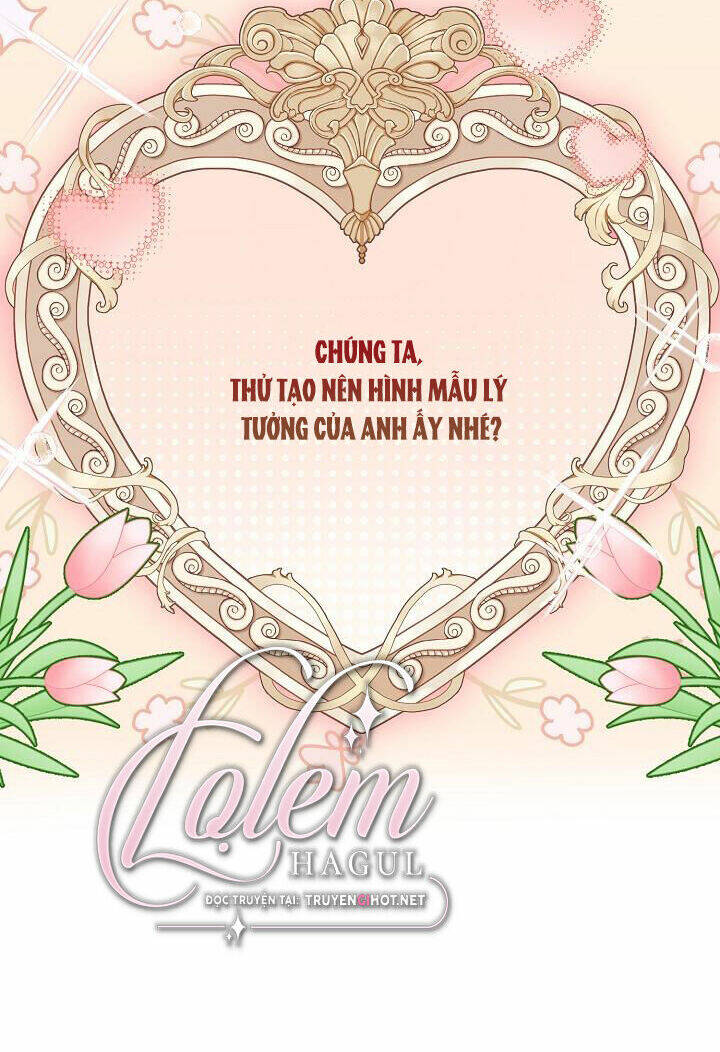 CHÚNG TA,
THỬ TẠO NÊN HÌNH MẪU LÝ
TƯỞNG CỦA ANH ẤY NHÉ?
Lọlem
HAGUL
ĐỌC TRUYỆN TẠI: TRUYENGIHOT.NET